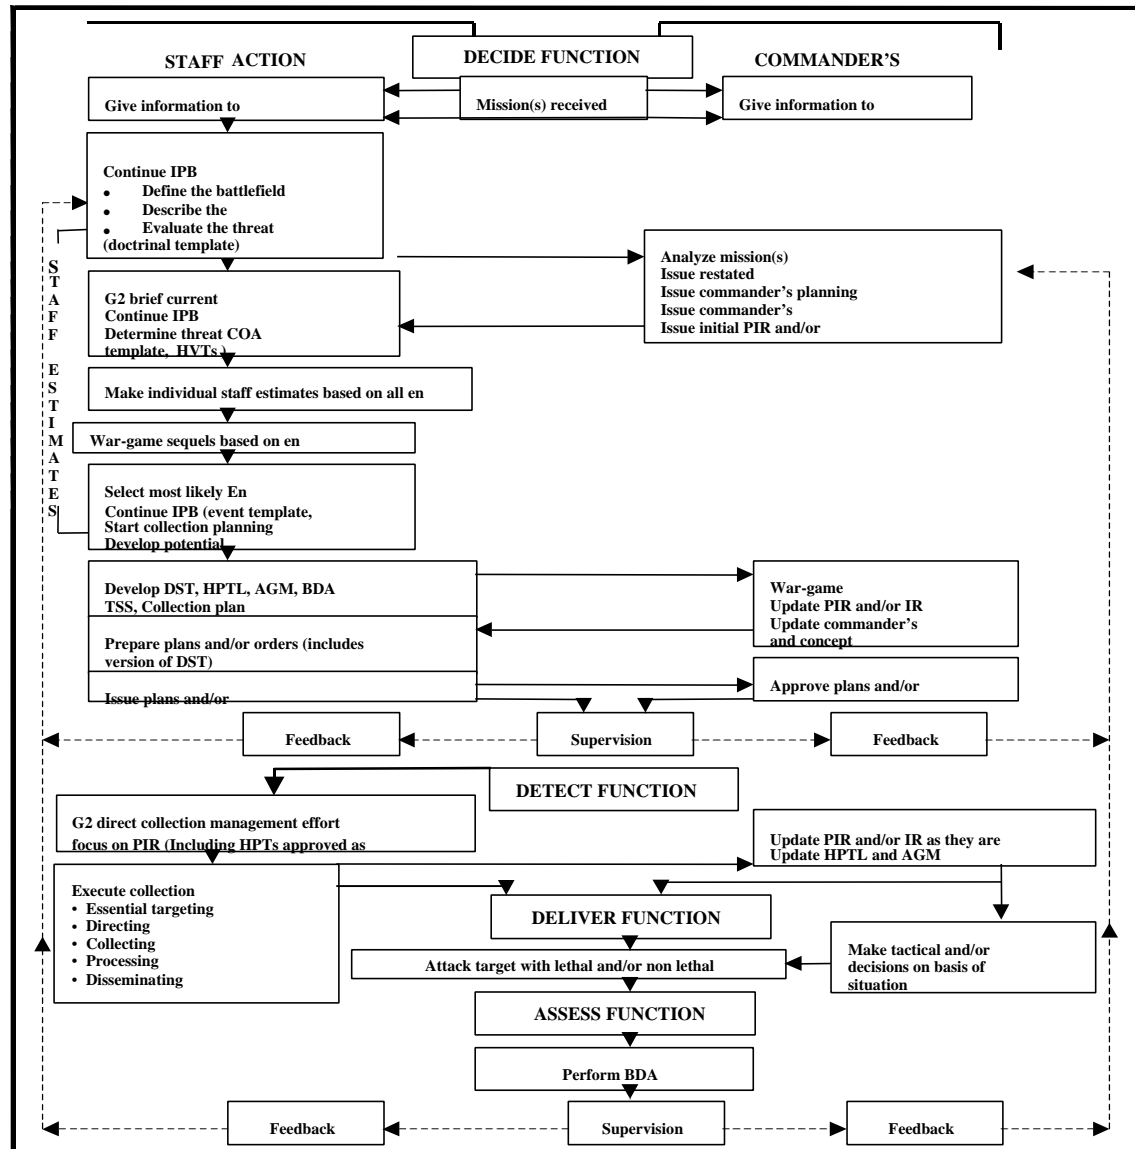 STAFF ACTION
DECIDE FUNCTION
COMMANDER'S
Give information to
Mission(s) received
Give information to
Continue IPB
• Define the battlefield
• Describe the
• Evaluate the threat
(doctrinal template)
STAFF ESTIMATES
Analyze mission(s)
Issue restated
Issue commander's planning
Issue commander's
Issue initial PIR and/or
G2 brief current
Continue IPB
Determine threat COA
template, HVTs )
Make individual staff estimates based on all en
War-game sequels based on en
Select most likely En
Continue IPB (event template,
Start collection planning
Develop potential
Develop DST, HPTL, AGM, BDA
TSS, Collection plan
War-game
Update PIR and/or IR
Update commander's
and concept
Prepare plans and/or orders (includes
version of DST)
Issue plans and/or
Approve plans and/or
Feedback
Supervision
Feedback
DETECT FUNCTION
G2 direct collection management effort
focus on PIR (Including HPTs approved as
Update PIR and/or IR as they are
Update HPTL and AGM
Execute collection
• Essential targeting
• Directing
• Collecting
• Processing
• Disseminating
DELIVER FUNCTION
Attack target with lethal and/or non lethal
Make tactical and/or
decisions on basis of
situation
ASSESS FUNCTION
Perform BDA
Feedback
Supervision
Feedback